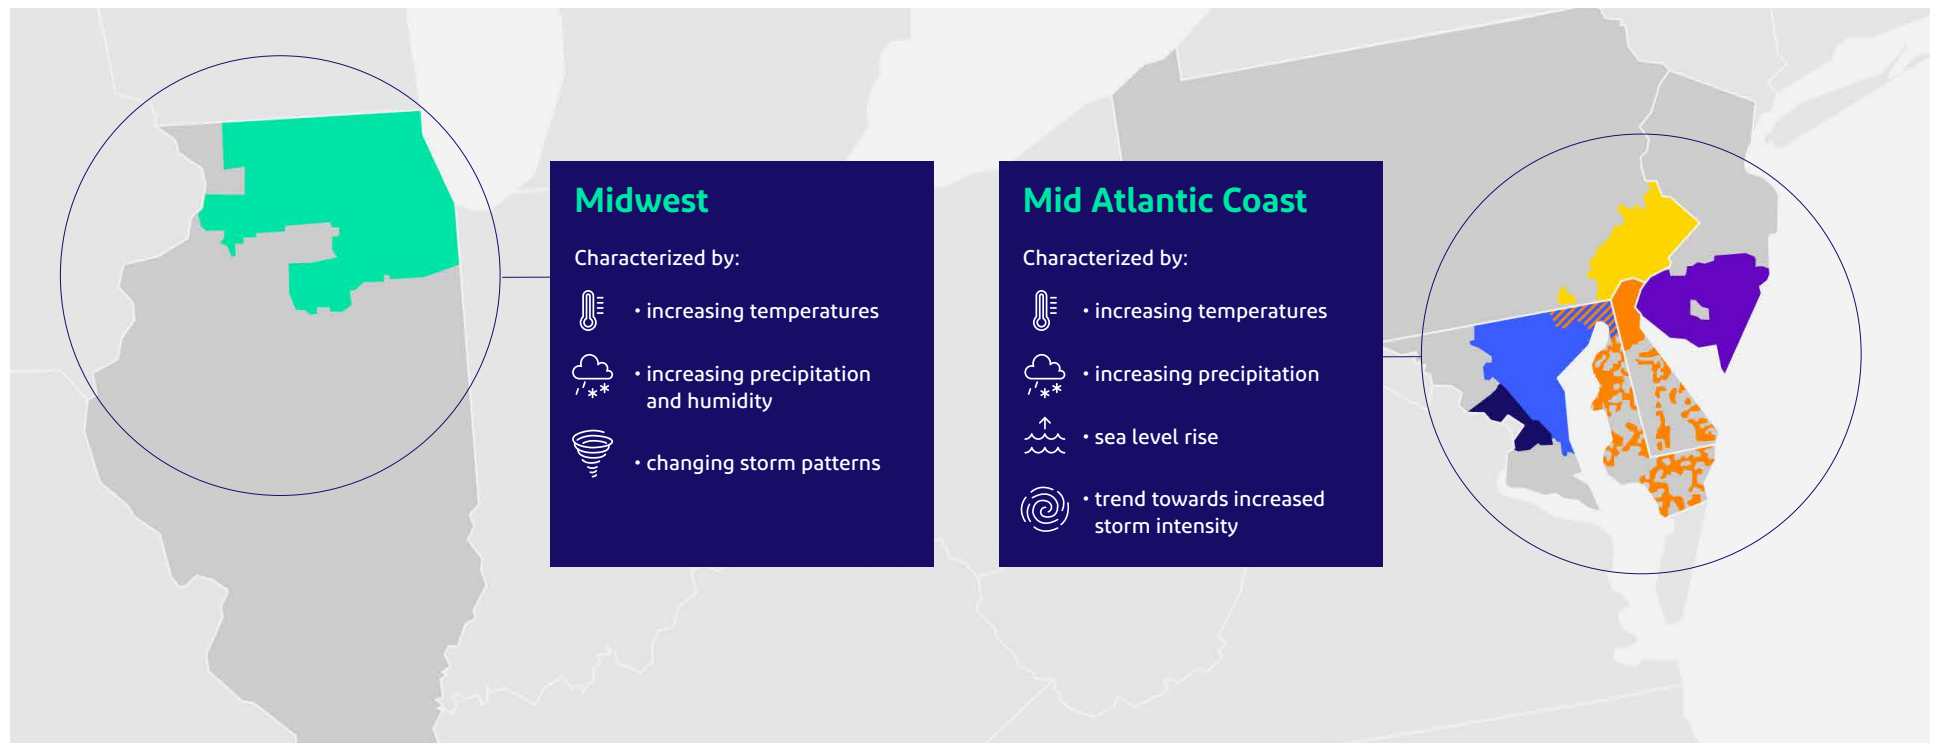 Midwest
Characterized by:
• increasing temperatures
• increasing precipitation
and humidity
• changing storm patterns
Mid Atlantic Coast
Characterized by:
• increasing temperatures
• increasing precipitation
• sea level rise
• trend towards increased
storm intensity